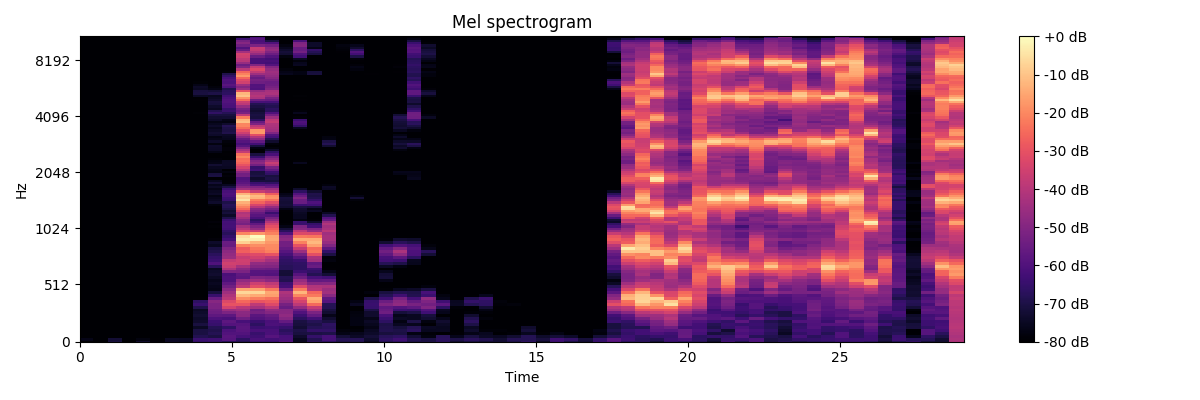 Mel spectrogram
+0 dB
8192
-10 dB
4096
-20 dB
-30 dB
Hz
2048
-40 dB
1024
-50 dB
512
-60 dB
-70 dB
0
-80 dB
0 5 10 15 20 25
Time